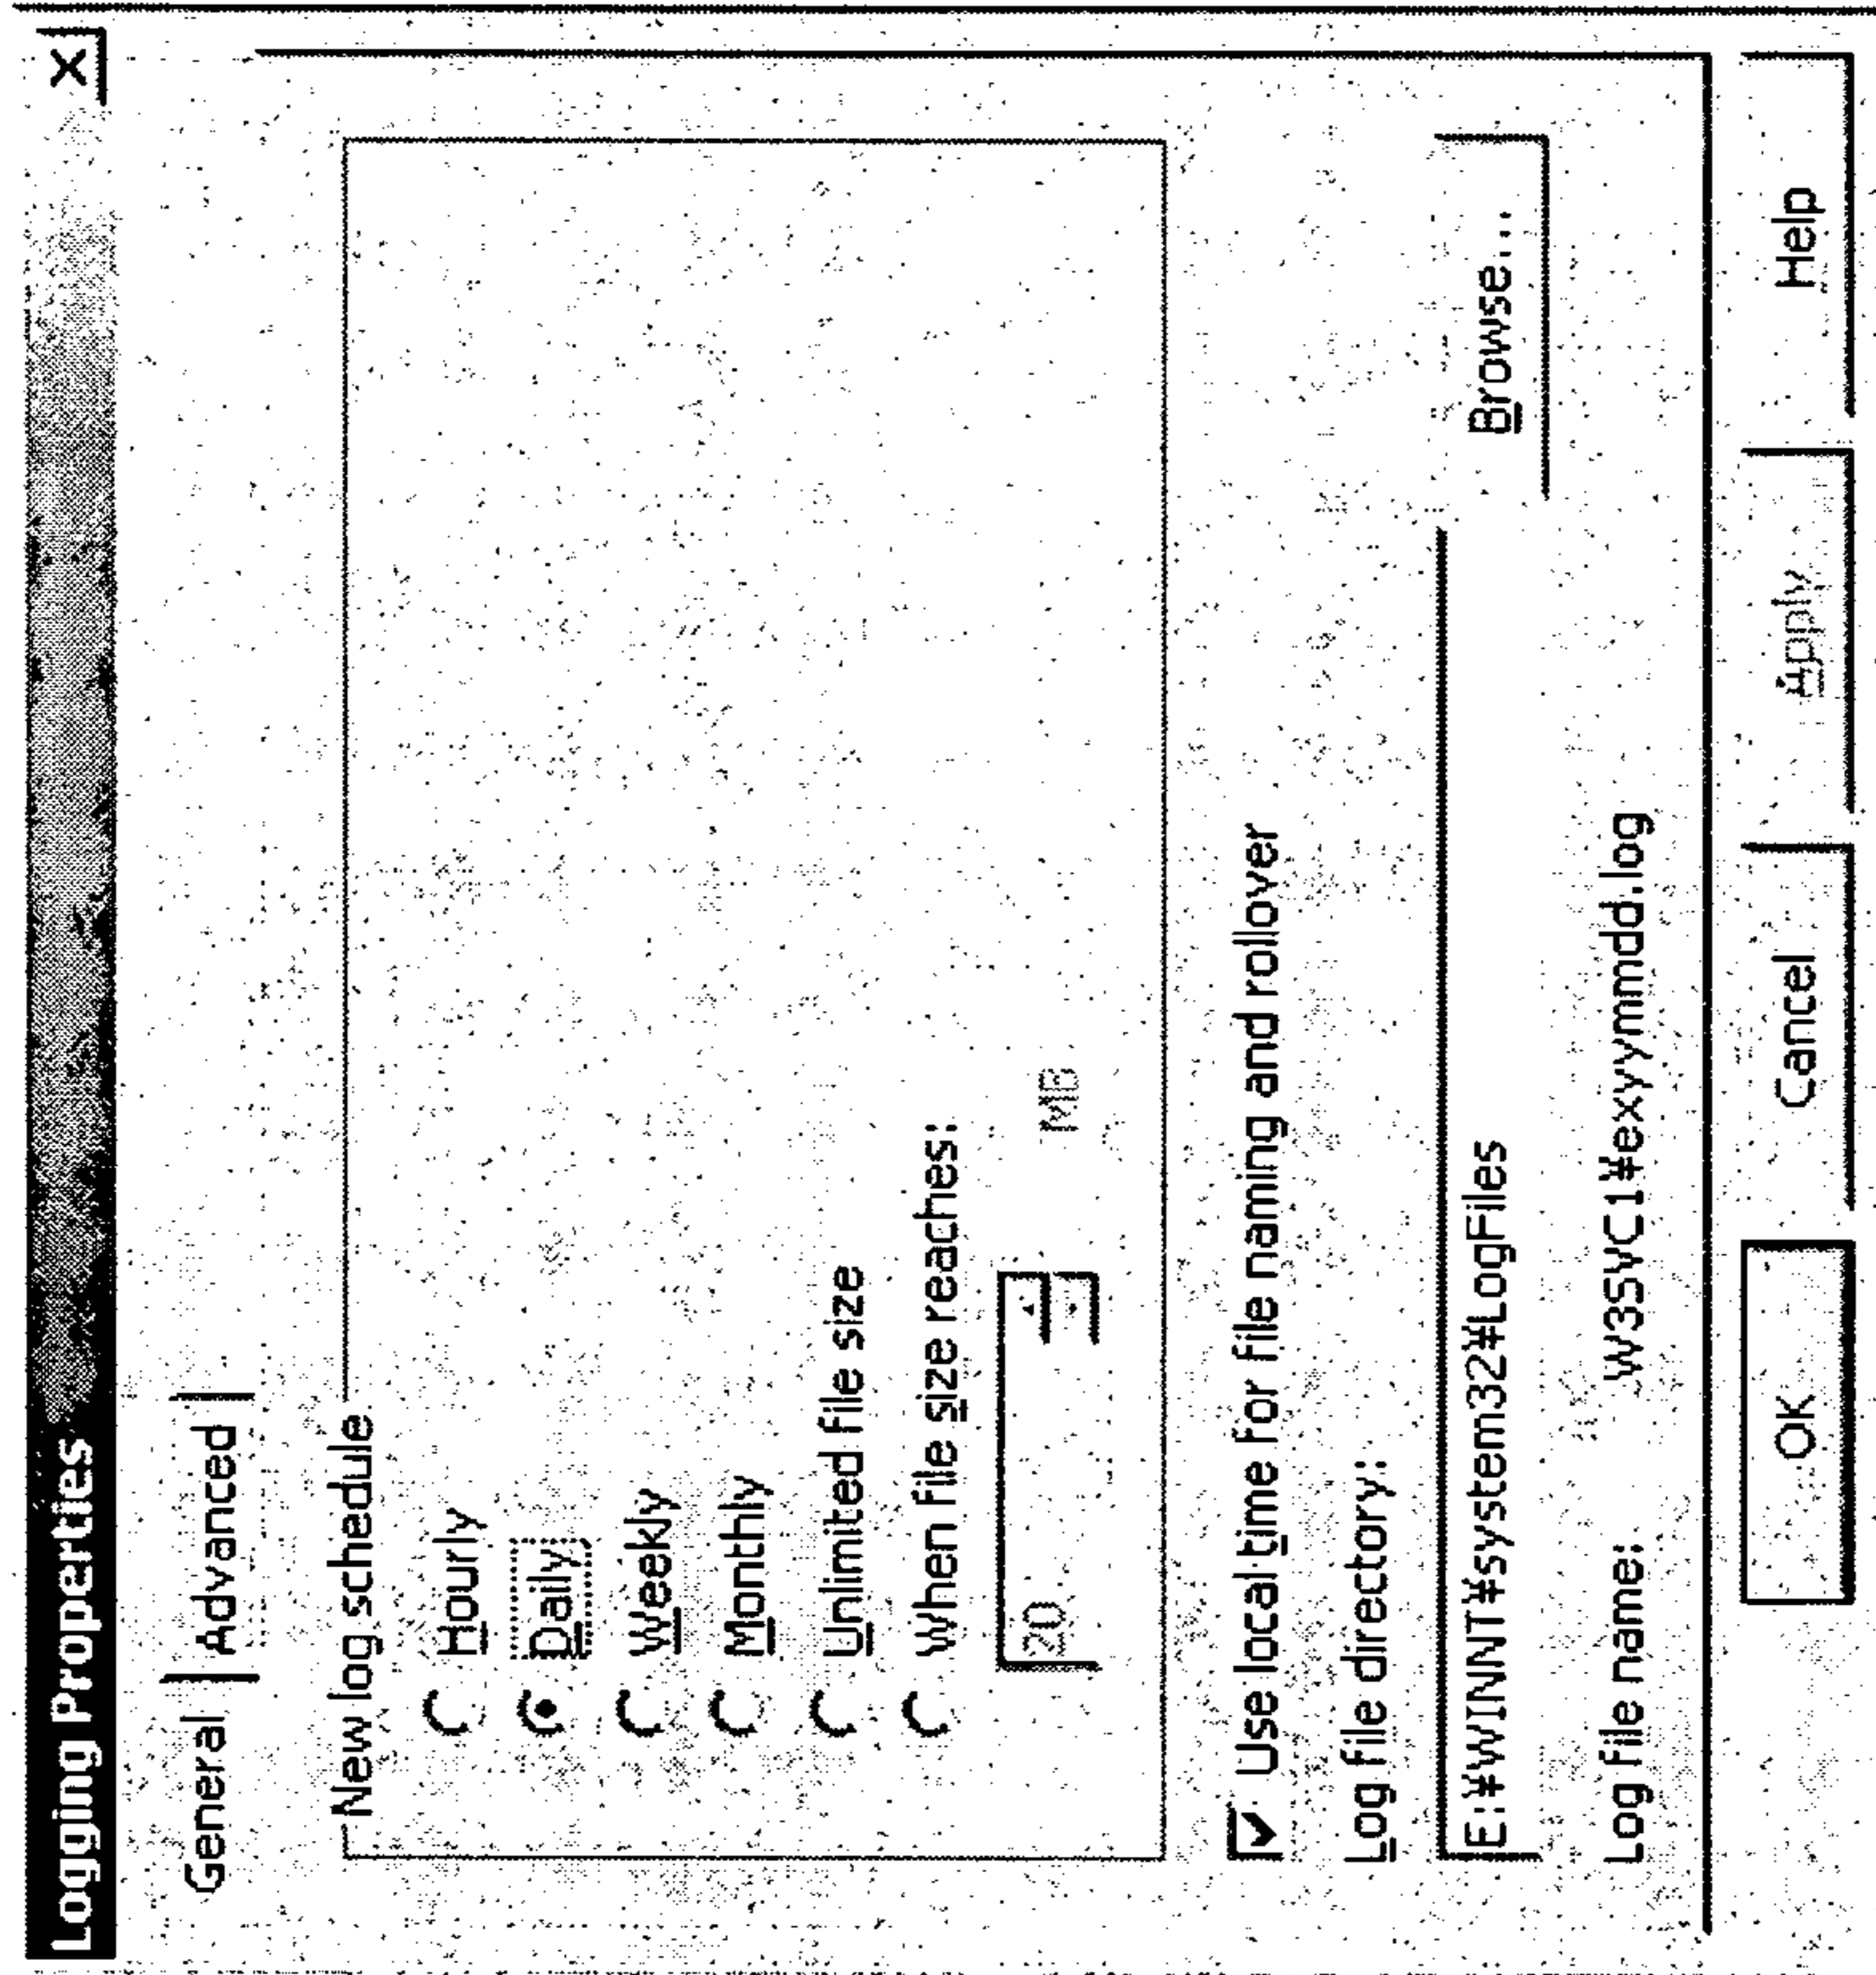 Logging Properties
General Advanced
New log schedule
Hourly
Daily
Weekly
Monthly
Unlimited file size
When file size reaches:
20 MB
Use local time for file naming and rollover
Log file directory:
E:¥WINNT¥system32¥LogFiles Browse...
Log file name: W3SVC1¥exyymmdd.log
OK Cancel Apply Help